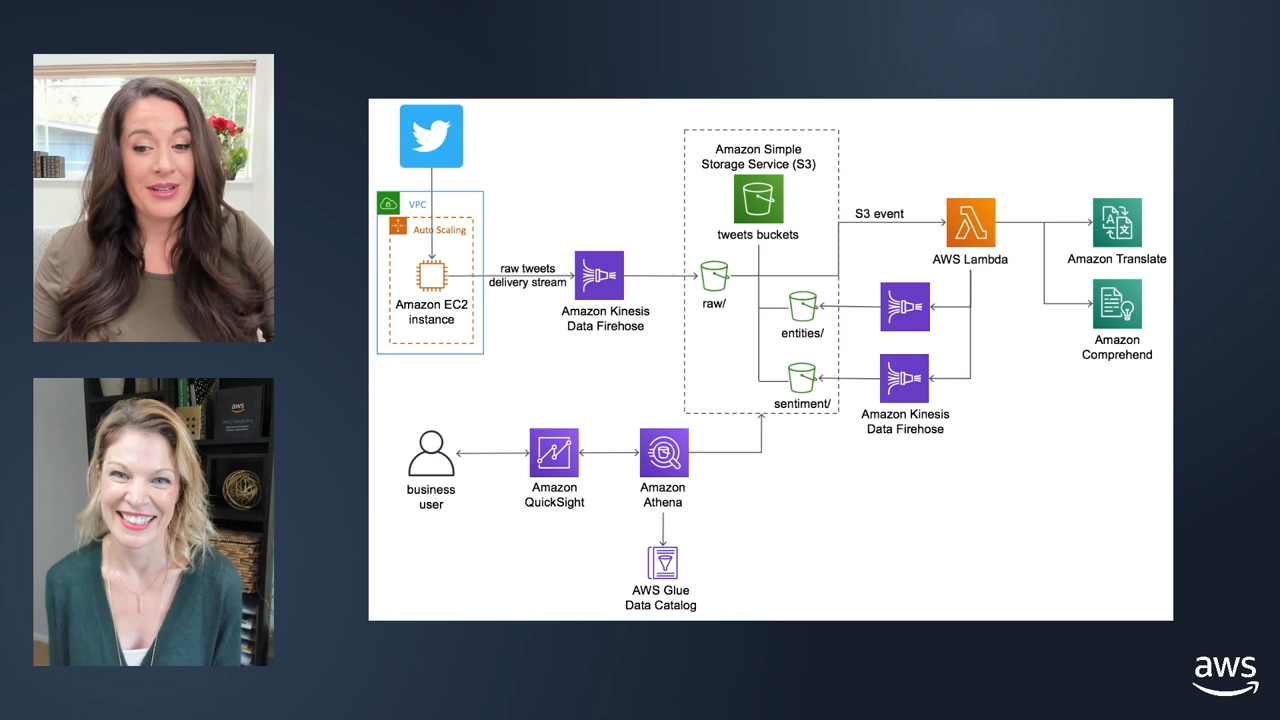 Amazon Simple
Storage Service (S3)
tweets buckets
VPC
Auto Scaling
Amazon EC2
instance
raw tweets
delivery stream
Amazon Kinesis
Data Firehose
raw/
entities/
sentiment/
S3 event
AWS Lambda
Amazon Translate
Amazon
Comprehend
Amazon Kinesis
Data Firehose
business
user
Amazon
QuickSight
Amazon
Athena
AWS Glue
Data Catalog
aws
aws